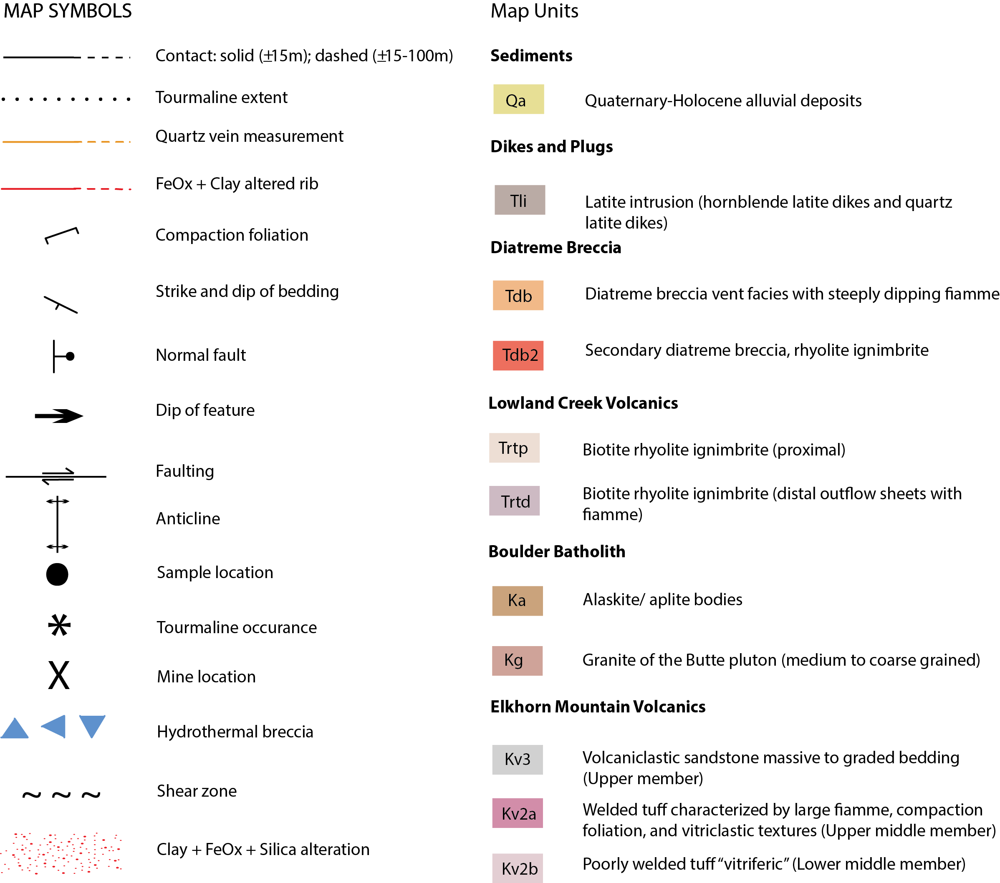 MAP SYMBOLS
Contact: solid (±15m); dashed (±15-100m)
Tourmaline extent
Quartz vein measurement
FeOx + Clay altered rib
Compaction foliation
Strike and dip of bedding
Normal fault
Dip of feature
Faulting
Anticline
Sample location
Tourmaline occurance
Mine location
Hydrothermal breccia
Shear zone
Clay + FeOx + Silica alteration
Map Units
Sediments
Qa Quaternary-Holocene alluvial deposits
Dikes and Plugs
Tli Latite intrusion (hornblende latite dikes and quartz
latite dikes)
Diatreme Breccia
Tdb Diatreme breccia vent facies with steeply dipping fiamme
Tdb2 Secondary diatreme breccia, rhyolite ignimbrite
Lowland Creek Volcanics
Trtp Biotite rhyolite ignimbrite (proximal)
Trtd Biotite rhyolite ignimbrite (distal outflow sheets with
fiamme)
Boulder Batholith
Ka Alaskite/ aplite bodies
Kg Granite of the Butte pluton (medium to coarse grained)
Elkhorn Mountain Volcanics
Kv3 Volcaniclastic sandstone massive to graded bedding
(Upper member)
Kv2a Welded tuff characterized by large fiamme, compaction
foliation, and vitriclastic textures (Upper middle member)
Kv2b Poorly welded tuff “vitriferic” (Lower middle member)